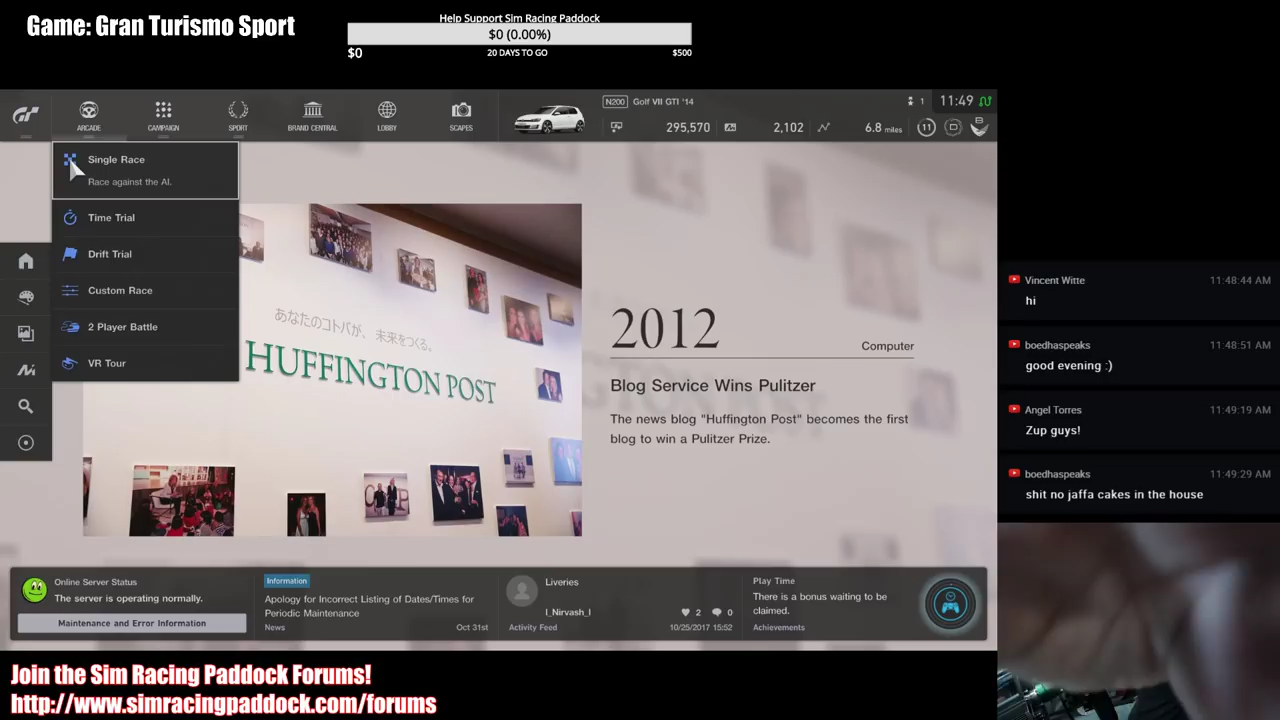 Game: Gran Turismo Sport
Help Support Sim Racing Paddock
$0 (0.00%)
$0
20 DAYS TO GO
$500
ARCADE
CAMPAIGN
SPORT
BRAND CENTRAL
LOBBY
SCAPES
N200
Golf VII GTI '14
295,570
2,102
6.8 miles
1
11:49
11
B
Single Race
Race against the AI.
Time Trial
Drift Trial
Custom Race
2 Player Battle
VR Tour
あなたのコトバが、未来をつくる。
HUFFINGTON POST
2012
Computer
Blog Service Wins Pulitzer
The news blog "Huffington Post" becomes the first
blog to win a Pulitzer Prize.
Online Server Status
The server is operating normally.
Maintenance and Error Information
Information
Apology for Incorrect Listing of Dates/Times for
Periodic Maintenance
News
Oct 31st
Liveries
I_Nirvash_I
2
0
Activity Feed
10/25/2017 15:52
Play Time
There is a bonus waiting to be
claimed.
Achievements
Vincent Witte
11:48:44 AM
hi
boedhaspeaks
11:48:51 AM
good evening :)
Angel Torres
11:49:19 AM
Zup guys!
boedhaspeaks
11:49:29 AM
shit no jaffa cakes in the house
Join the Sim Racing Paddock Forums!
http://www.simracingpaddock.com/forums